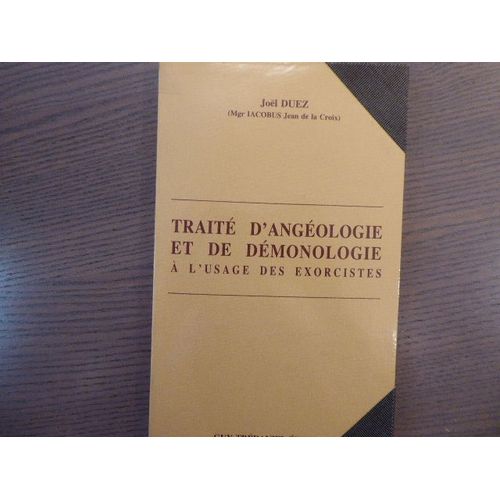 Joël DUEZ
(Mgr IACOBUS Jean de la Croix)
TRAITÉ D'ANGÉOLOGIE
ET DE DÉMONOLOGIE
À L'USAGE DES EXORCISTES